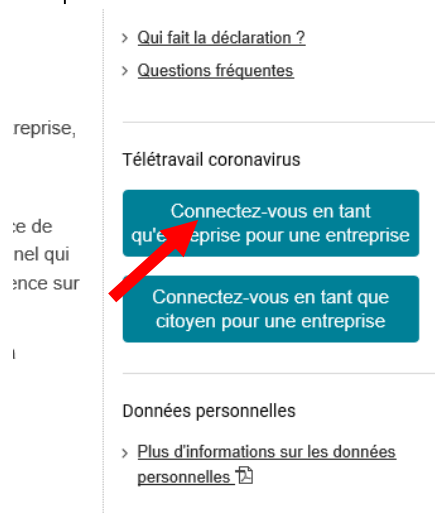 > Qui fait la déclaration ?
> Questions fréquentes
reprise,
Télétravail coronavirus
Connectez-vous en tant
qu'entreprise pour une entreprise
ce de
nel qui
ence sur
Connectez-vous en tant que
citoyen pour une entreprise
Données personnelles
> Plus d'informations sur les données
personnelles